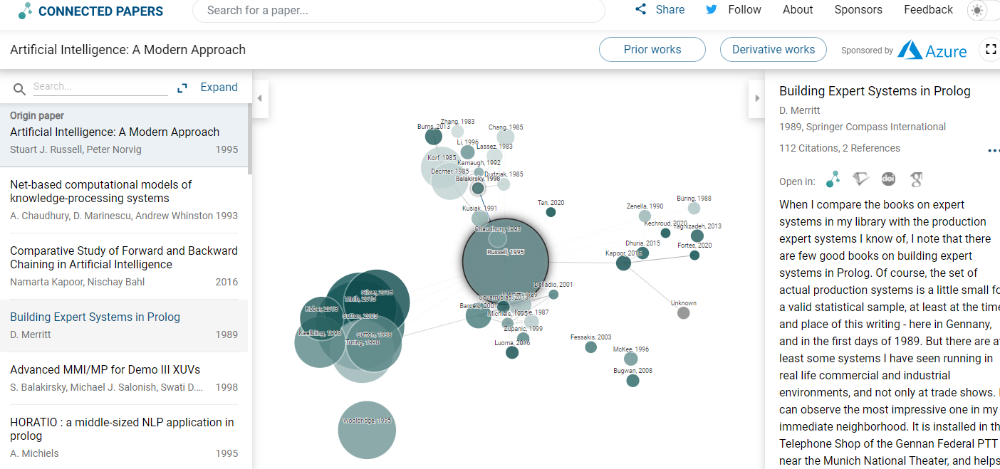 CONNECTED PAPERS
Search for a paper...
Share
Follow
About
Sponsors
Feedback
Artificial Intelligence: A Modern Approach
Prior works
Derivative works
Sponsored by
Azure
Search...
Expand
Origin paper
Artificial Intelligence: A Modern Approach
Stuart J. Russell, Peter Norvig 1995
Net-based computational models of
knowledge-processing systems
A. Chaudhury, D. Marinescu, Andrew Whinston 1993
Comparative Study of Forward and Backward
Chaining in Artificial Intelligence
Namarta Kapoor, Nischay Bahl 2016
Building Expert Systems in Prolog
D. Merritt 1989
Advanced MMI/MP for Demo III XUVs
S. Balakirsky, Michael J. Salonish, Swati D.... 1998
HORATIO : a middle-sized NLP application in
prolog
A. Michiels 1995
Zhang, 1983
Burns, 2013
Chang, 1985
Li, 1996
Lassez, 1983
Korf, 1985
Karnaugh, 1992
Dechter, 1985
Dudziak, 1985
Balakirsky, 1998
Kusiak, 1991
Tan, 2020
Chaudhury, 1993
Russell, 1995
Büring, 1988
Zenella, 1990
Kechroud, 2020
Taghizadeh, 2013
Dhuria, 2015
Fortes, 2020
Kapoor, 2016
Delladio, 2001
Merritt, 1989
Covarrubias, 2013
Barceló, 2001
Michiels, 1995
1987
Zupanic, 1999
Luoma, 2016
Unknown
Fessakis, 2003
McKee, 1996
Bugwan, 2008
Silver, 2016
Mnih, 2015
Kober, 2013
Sutton, 2005
Kaelbling, 1996
Sutton, 1998
Turing, 1990
Wooldridge, 1995
Building Expert Systems in Prolog
D. Merritt
1989, Springer Compass International
112 Citations, 2 References
Open in:
doi
When I compare the books on expert
systems in my library with the production
expert systems I know of, I note that there
are few good books on building expert
systems in Prolog. Of course, the set of
actual production systems is a little small fo
a valid statistical sample, at least at the time
and place of this writing - here in Gennany,
and in the first days of 1989. But there are at
least some systems I have seen running in
real life commercial and industrial
environments, and not only at trade shows. I
can observe the most impressive one in my
immediate neighborhood. It is installed in th
Telephone Shop of the Gennan Federal PTT
near the Munich National Theater, and helps